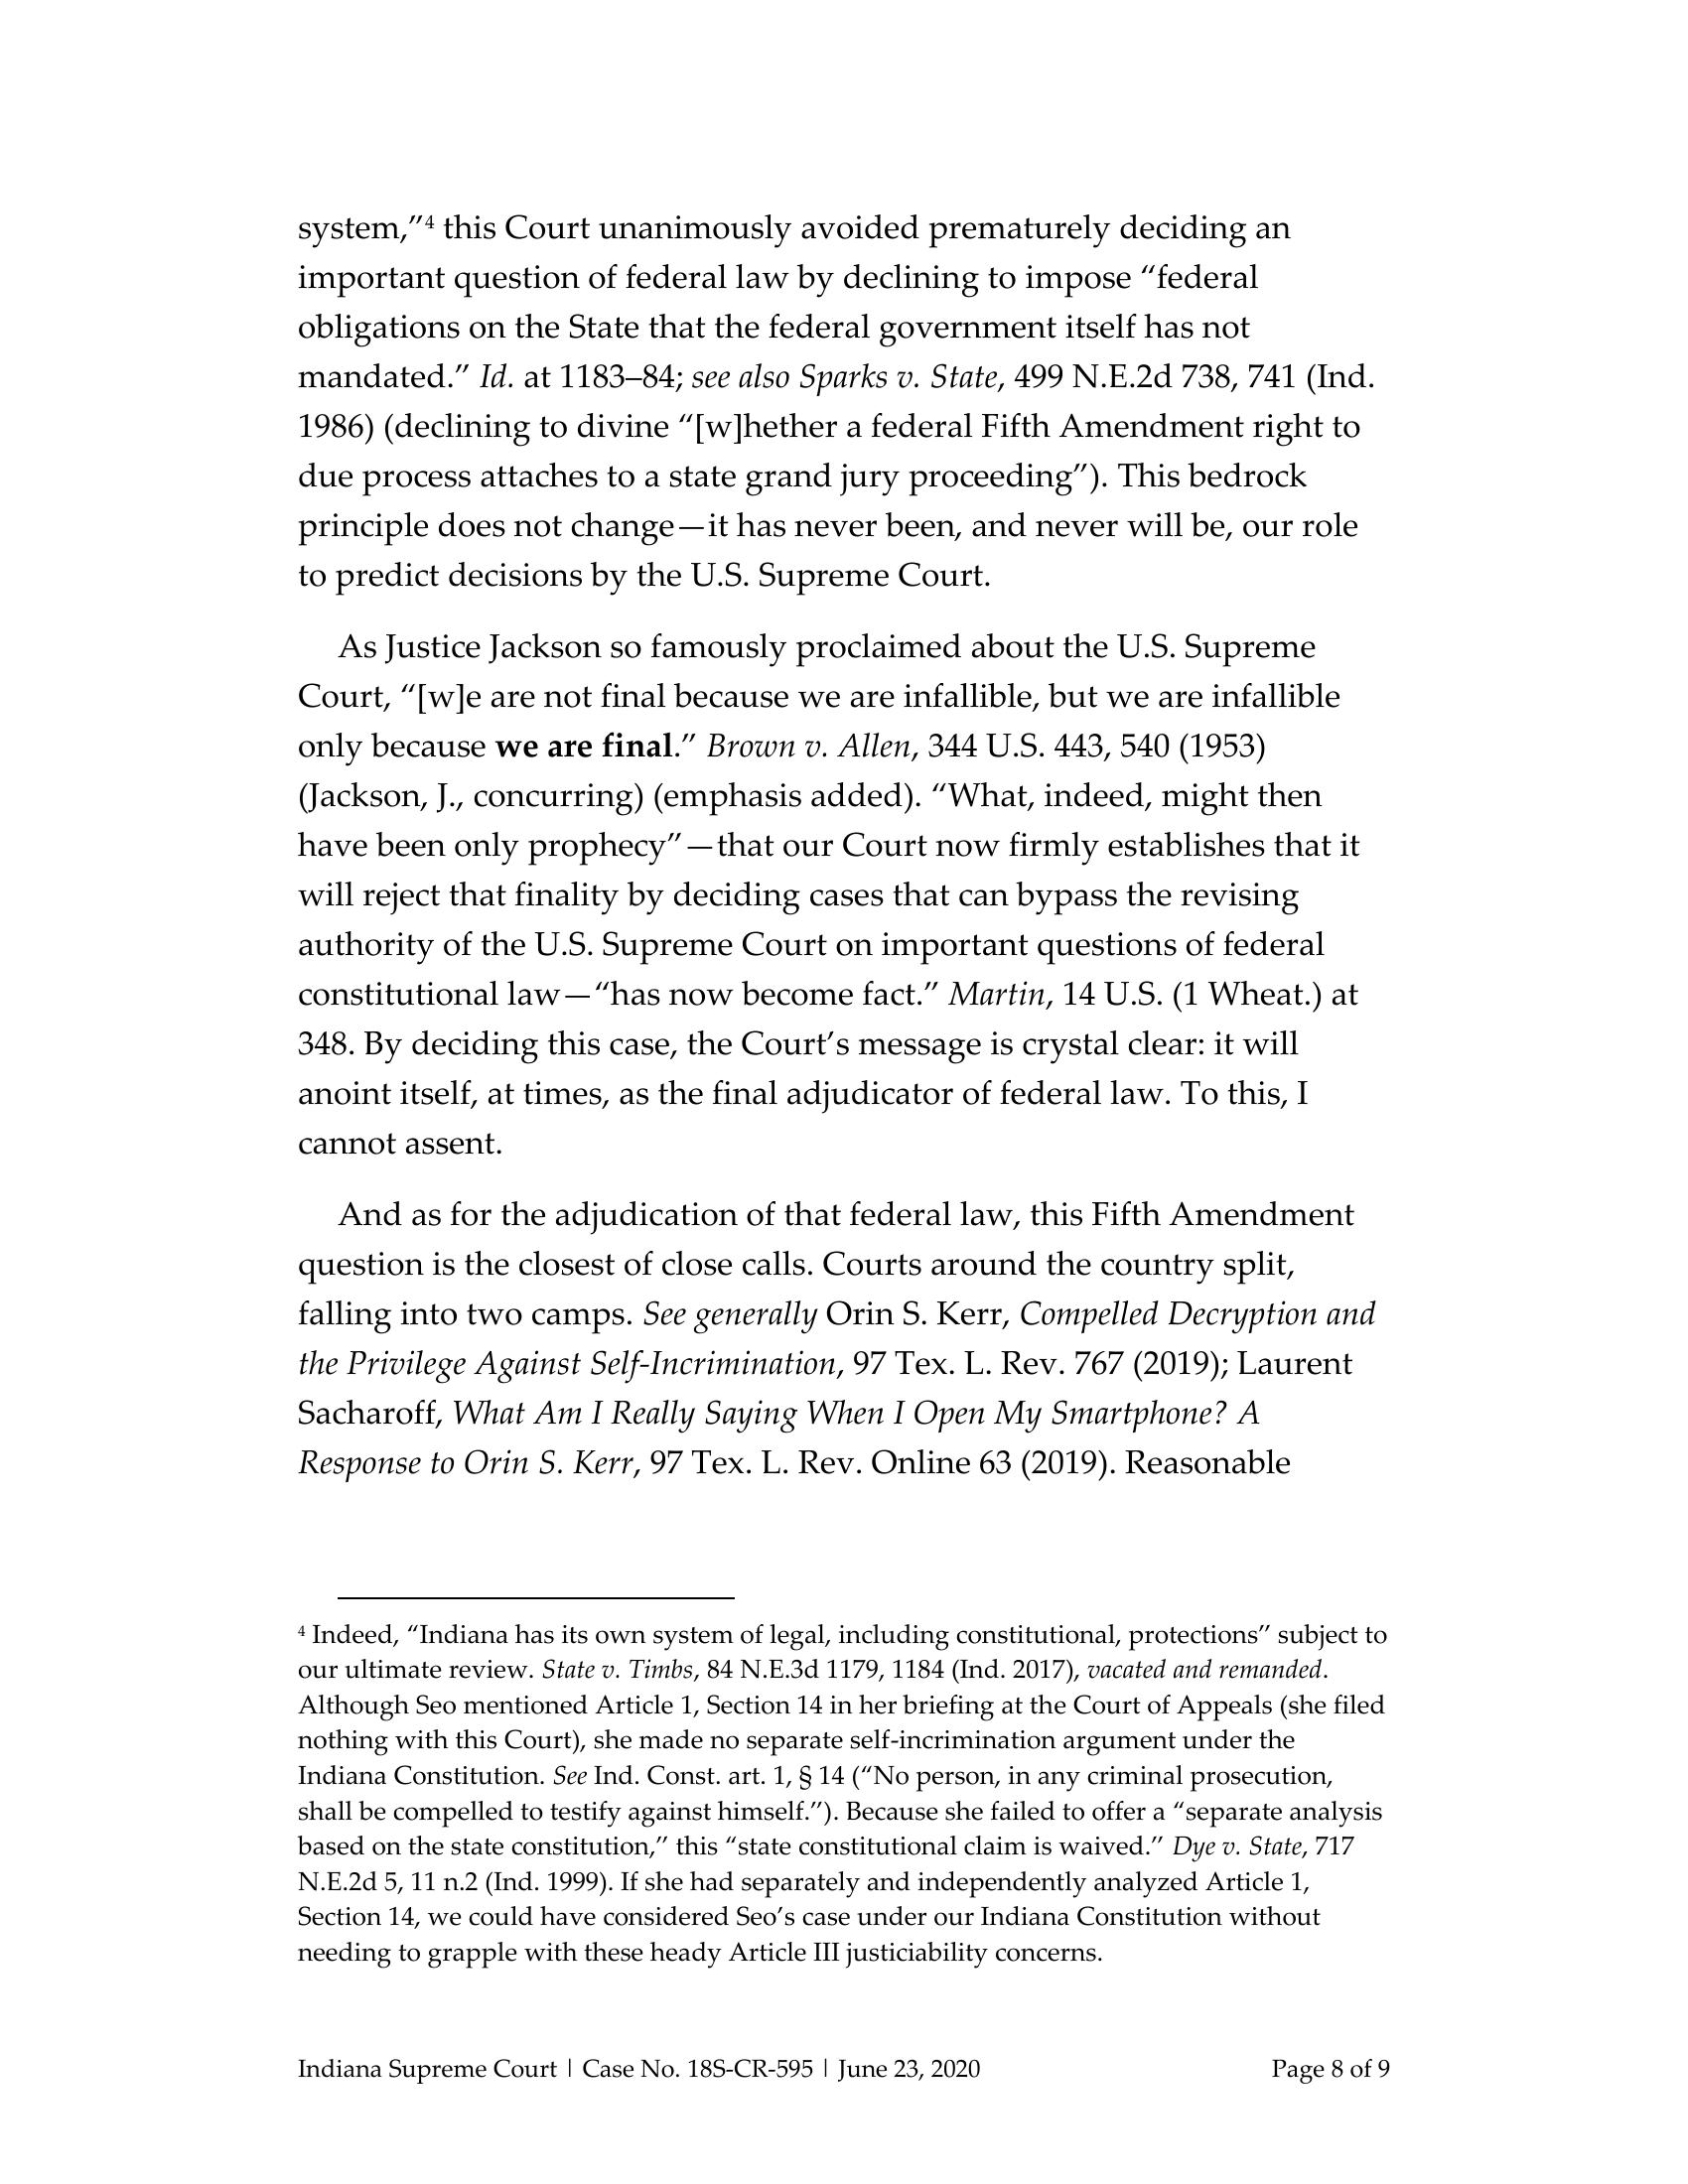 system,”⁴ this Court unanimously avoided prematurely deciding an
important question of federal law by declining to impose “federal
obligations on the State that the federal government itself has not
mandated.” Id. at 1183–84; see also Sparks v. State, 499 N.E.2d 738, 741 (Ind.
1986) (declining to divine “[w]hether a federal Fifth Amendment right to
due process attaches to a state grand jury proceeding”). This bedrock
principle does not change—it has never been, and never will be, our role
to predict decisions by the U.S. Supreme Court.
As Justice Jackson so famously proclaimed about the U.S. Supreme
Court, “[w]e are not final because we are infallible, but we are infallible
only because we are final.” Brown v. Allen, 344 U.S. 443, 540 (1953)
(Jackson, J., concurring) (emphasis added). “What, indeed, might then
have been only prophecy”—that our Court now firmly establishes that it
will reject that finality by deciding cases that can bypass the revising
authority of the U.S. Supreme Court on important questions of federal
constitutional law—“has now become fact.” Martin, 14 U.S. (1 Wheat.) at
348. By deciding this case, the Court’s message is crystal clear: it will
anoint itself, at times, as the final adjudicator of federal law. To this, I
cannot assent.
And as for the adjudication of that federal law, this Fifth Amendment
question is the closest of close calls. Courts around the country split,
falling into two camps. See generally Orin S. Kerr, Compelled Decryption and
the Privilege Against Self-Incrimination, 97 Tex. L. Rev. 767 (2019); Laurent
Sacharoff, What Am I Really Saying When I Open My Smartphone? A
Response to Orin S. Kerr, 97 Tex. L. Rev. Online 63 (2019). Reasonable
⁴ Indeed, “Indiana has its own system of legal, including constitutional, protections” subject to
our ultimate review. State v. Timbs, 84 N.E.3d 1179, 1184 (Ind. 2017), vacated and remanded.
Although Seo mentioned Article 1, Section 14 in her briefing at the Court of Appeals (she filed
nothing with this Court), she made no separate self-incrimination argument under the
Indiana Constitution. See Ind. Const. art. 1, § 14 (“No person, in any criminal prosecution,
shall be compelled to testify against himself.”). Because she failed to offer a “separate analysis
based on the state constitution,” this “state constitutional claim is waived.” Dye v. State, 717
N.E.2d 5, 11 n.2 (Ind. 1999). If she had separately and independently analyzed Article 1,
Section 14, we could have considered Seo’s case under our Indiana Constitution without
needing to grapple with these heady Article III justiciability concerns.
Indiana Supreme Court | Case No. 18S-CR-595 | June 23, 2020 Page 8 of 9